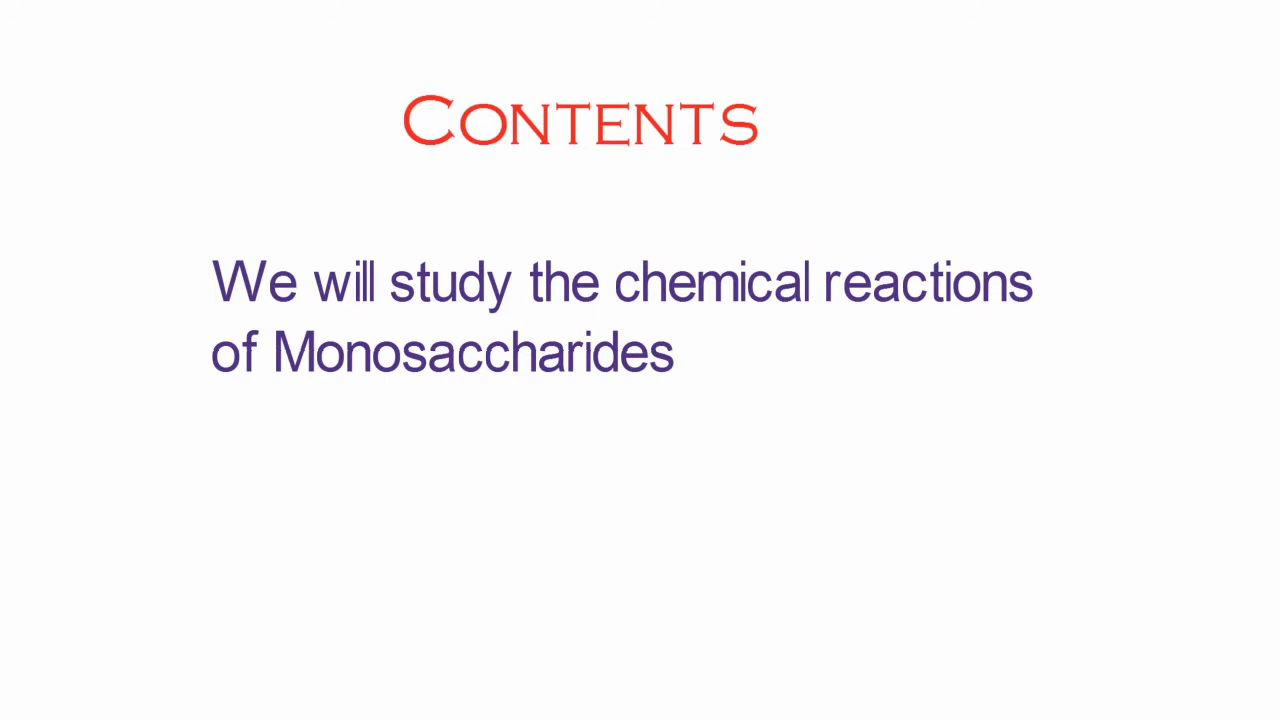 Contents
We will study the chemical reactions
of Monosaccharides